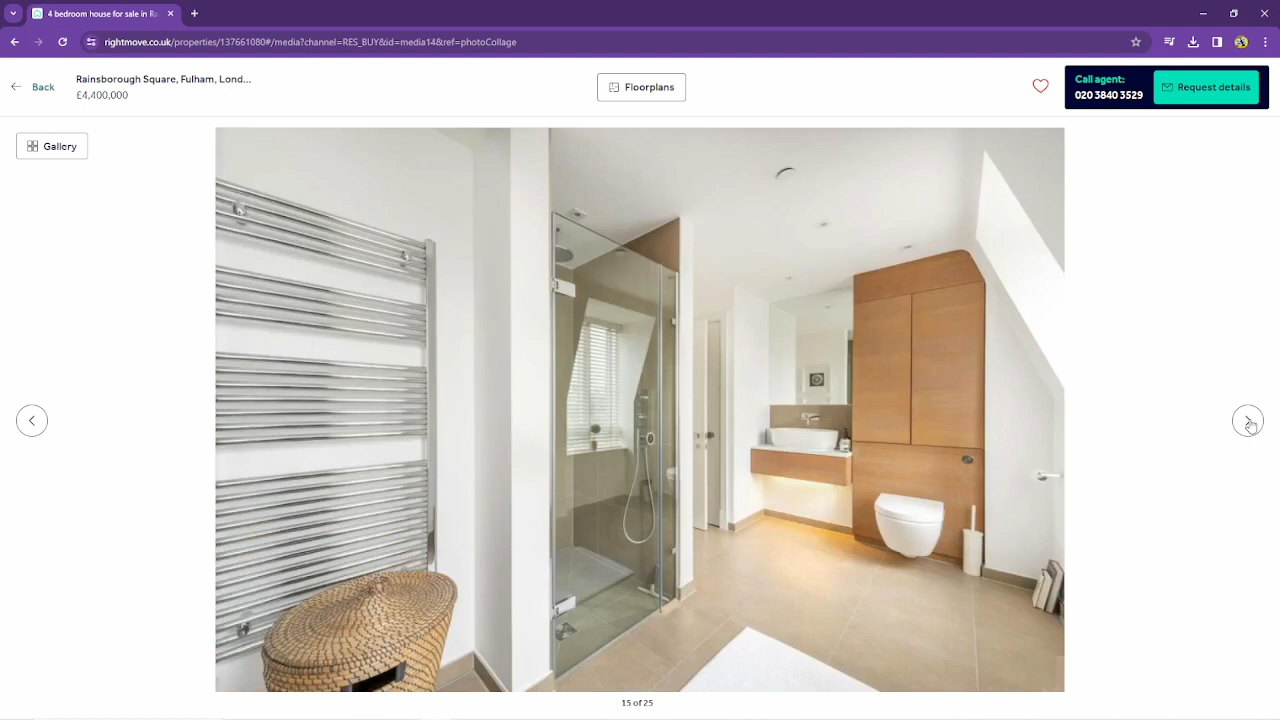 4 bedroom house for sale in Ra
rightmove.co.uk/properties/137661080#/media?channel=RES_BUY&id=media14&ref=photoCollage
Back
Rainsborough Square, Fulham, Lond...
£4,400,000
Floorplans
Call agent:
020 3840 3529
Request details
Gallery
15 of 25